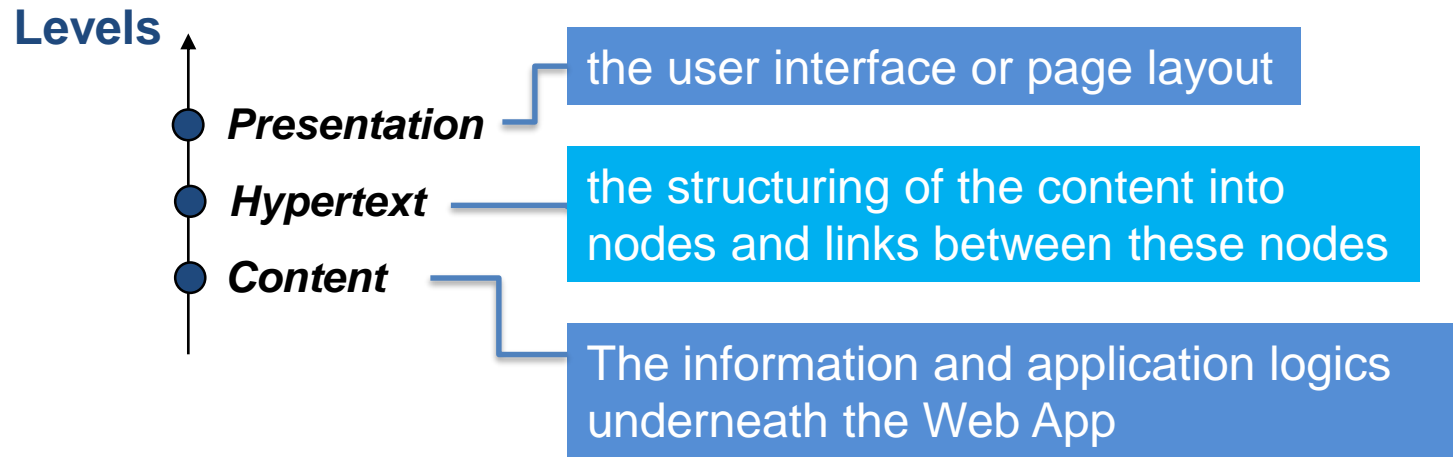 Levels
Presentation
the user interface or page layout
Hypertext
the structuring of the content into
nodes and links between these nodes
Content
The information and application logics
underneath the Web App